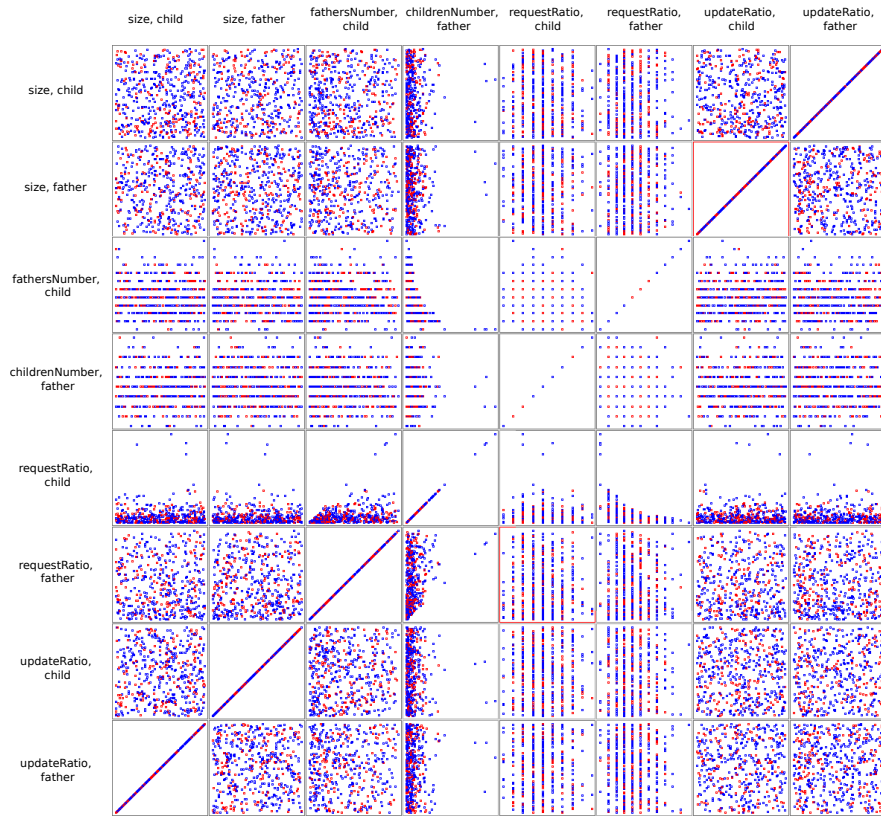 size, child
size, father
fathersNumber,
child
childrenNumber,
father
requestRatio,
child
requestRatio,
father
updateRatio,
child
updateRatio,
father
size, child
size, father
fathersNumber,
child
childrenNumber,
father
requestRatio,
child
requestRatio,
father
updateRatio,
child
updateRatio,
father